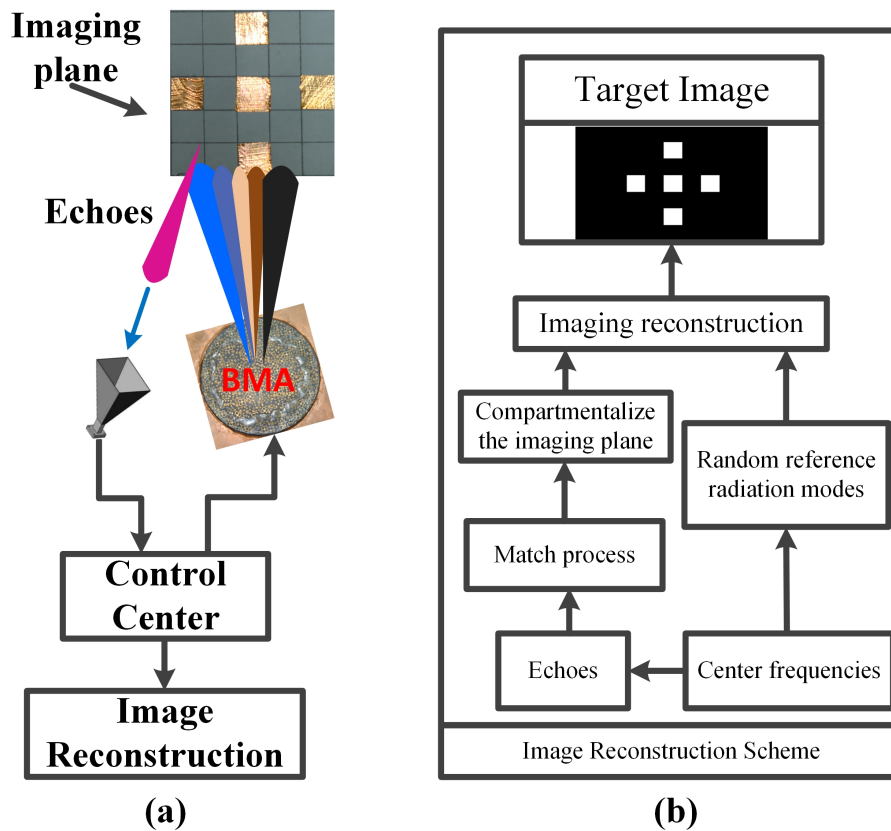 Imaging
plane
Echoes
BMA
Control
Center
Image
Reconstruction
(a)
Target Image
Imaging reconstruction
Compartmentalize
the imaging plane
Random reference
radiation modes
Match process
Echoes
Center frequencies
Image Reconstruction Scheme
(b)